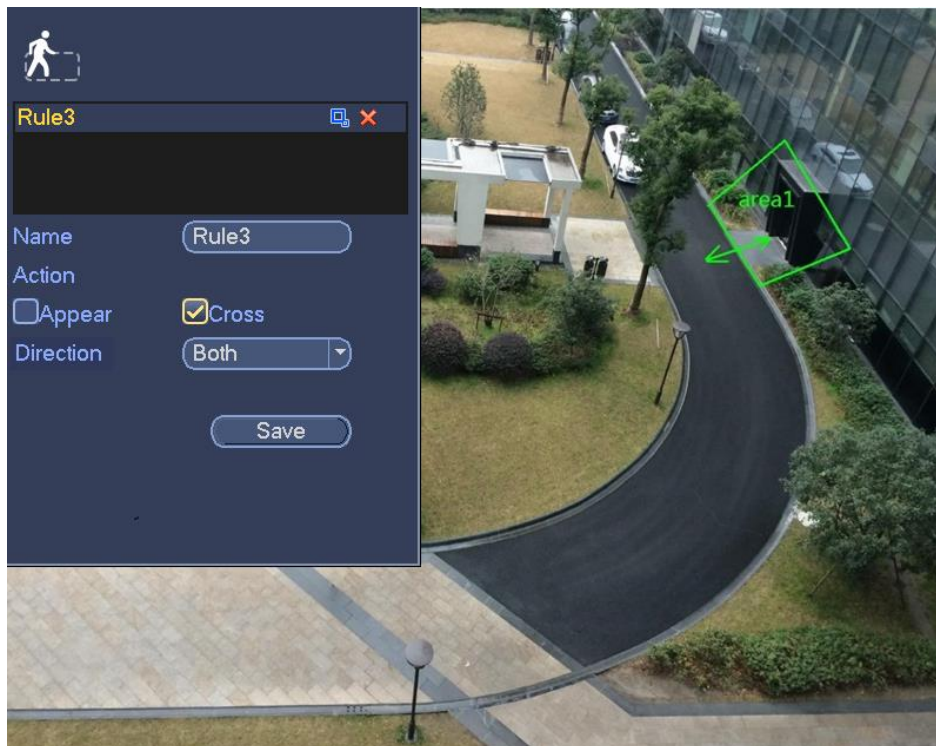 Rule3
Name Rule3
Action
Appear Cross
Direction Both
Save
area1